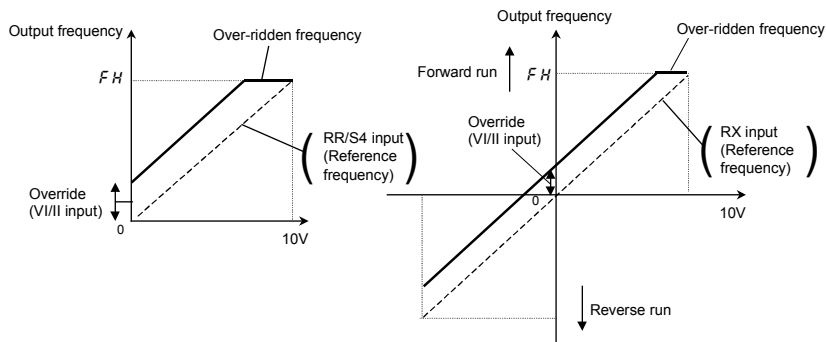 Output frequency
Over-ridden frequency
FH
RR/S4 input
(Reference
frequency)
Override
(VI/II input)
0
10V
Output frequency
Over-ridden frequency
Forward run
FH
Override
(VI/II input)
RX input
(Reference
frequency)
0
10V
Reverse run